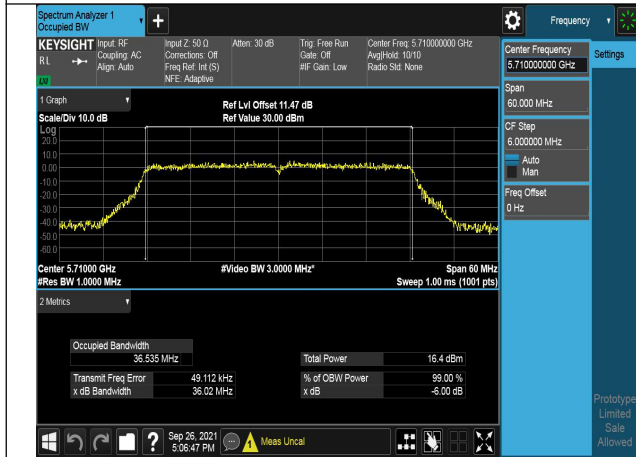 Spectrum Analyzer 1
Occupied BW
+
Frequency
KEYSIGHT
RL
Input: RF
Coupling: AC
Align: Auto
Input Z: 50 Ω
Corrections: Off
Freq Ref: Int (S)
NFE: Adaptive
Atten: 30 dB
Trig: Free Run
Gate: Off
#IF Gain: Low
Center Freq: 5.710000000 GHz
Avg|Hold: 10/10
Radio Std: None
Center Frequency
5.710000000 GHz
Settings
Span
60.000 MHz
CF Step
6.000000 MHz
Auto
Man
Freq Offset
0 Hz
1 Graph
Scale/Div 10.0 dB
Ref Lvl Offset 11.47 dB
Ref Value 30.00 dBm
Log
20.0
10.0
0.00
-10.0
-20.0
-30.0
-40.0
-50.0
-60.0
Center 5.71000 GHz
#Res BW 1.0000 MHz
#Video BW 3.0000 MHz*
Span 60 MHz
Sweep 1.00 ms (1001 pts)
2 Metrics
Occupied Bandwidth
36.535 MHz
Total Power 16.4 dBm
Transmit Freq Error 49.112 kHz
% of OBW Power 99.00 %
x dB Bandwidth 36.02 MHz
x dB -6.00 dB
Prototype
Limited
Sale
Allowed
?
Sep 26, 2021
5:06:47 PM
Meas Uncal